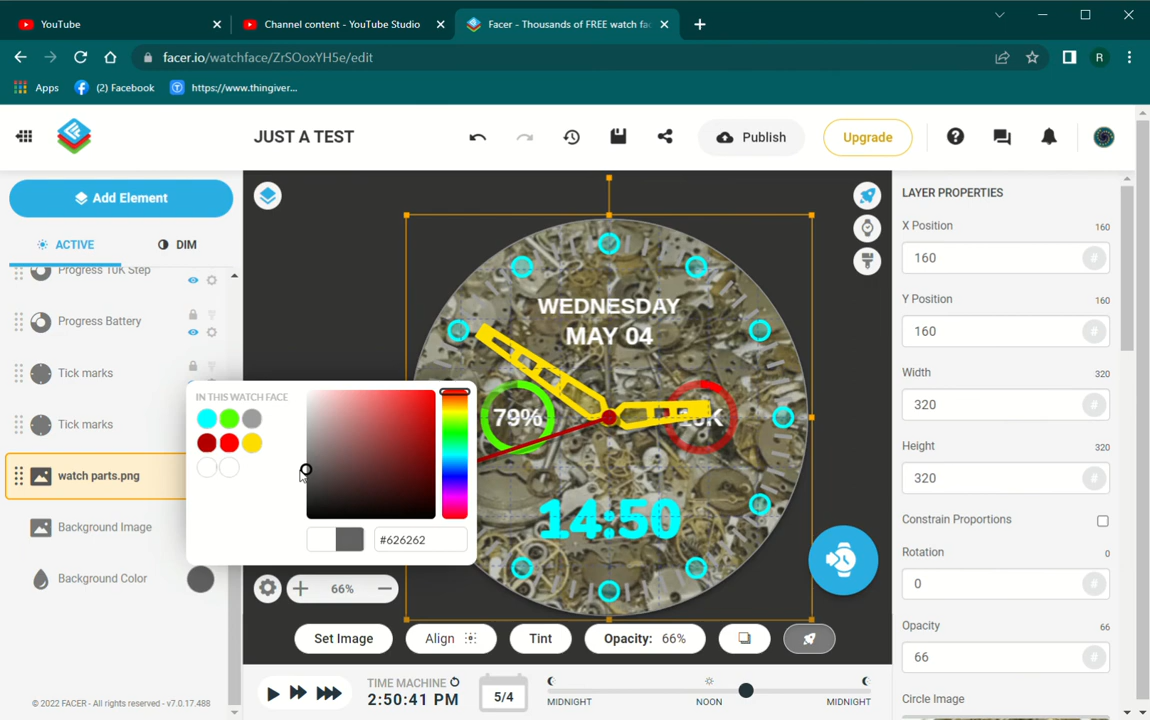 YouTube
Channel content - YouTube Studio
Facer - Thousands of FREE watch fac
facer.io/watchface/ZrSOoxYH5e/edit
R
Apps
(2) Facebook
https://www.thingiver...
JUST A TEST
Publish
Upgrade
Add Element
ACTIVE
DIM
Progress 10K Step
Progress Battery
Tick marks
Tick marks
watch parts.png
Background Image
Background Color
© 2022 FACER - All rights reserved - v7.0.17.488
IN THIS WATCH FACE
#626262
WEDNESDAY
MAY 04
79%
14:50
66%
Set Image
Align
Tint
Opacity: 66%
TIME MACHINE
2:50:41 PM
5/4
MIDNIGHT
NOON
MIDNIGHT
LAYER PROPERTIES
X Position
160
160
#
Y Position
160
160
#
Width
320
320
#
Height
320
320
#
Constrain Proportions
Rotation
0
0
#
Opacity
66
66
#
Circle Image